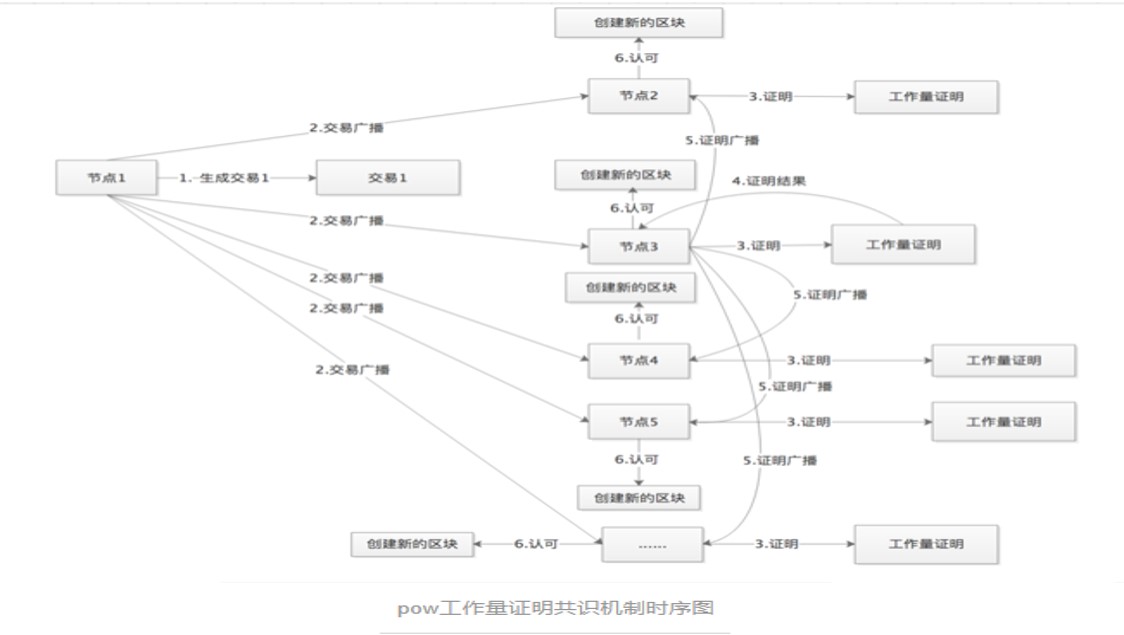 创建新的区块
6.认可
节点2
3.证明
工作量证明
2.交易广播
5.证明广播
节点1
1. 生成交易1
交易1
创建新的区块
4.证明结果
6.认可
2.交易广播
节点3
3.证明
工作量证明
2.交易广播
创建新的区块
5.证明广播
2.交易广播
6.认可
节点4
3.证明
工作量证明
2.交易广播
5.证明广播
节点5
3.证明
工作量证明
6.认可
5.证明广播
创建新的区块
创建新的区块
6.认可
......
3.证明
工作量证明
pow工作量证明共识机制时序图